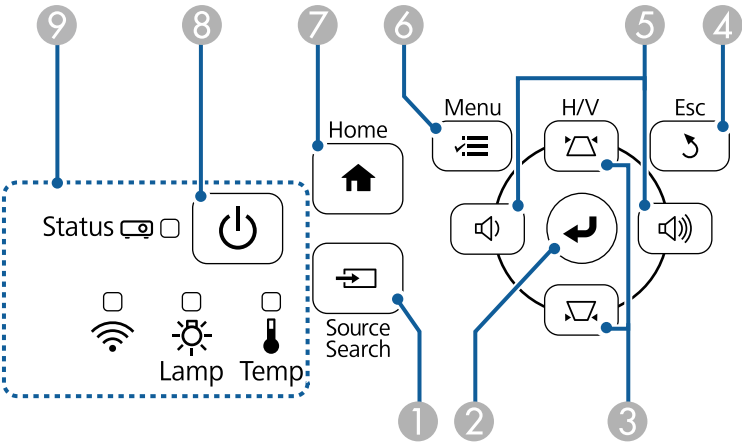 9 8 7 6 5 4
Menu H/V Esc
Home
Status
Source
Search
Lamp Temp
1 2 3